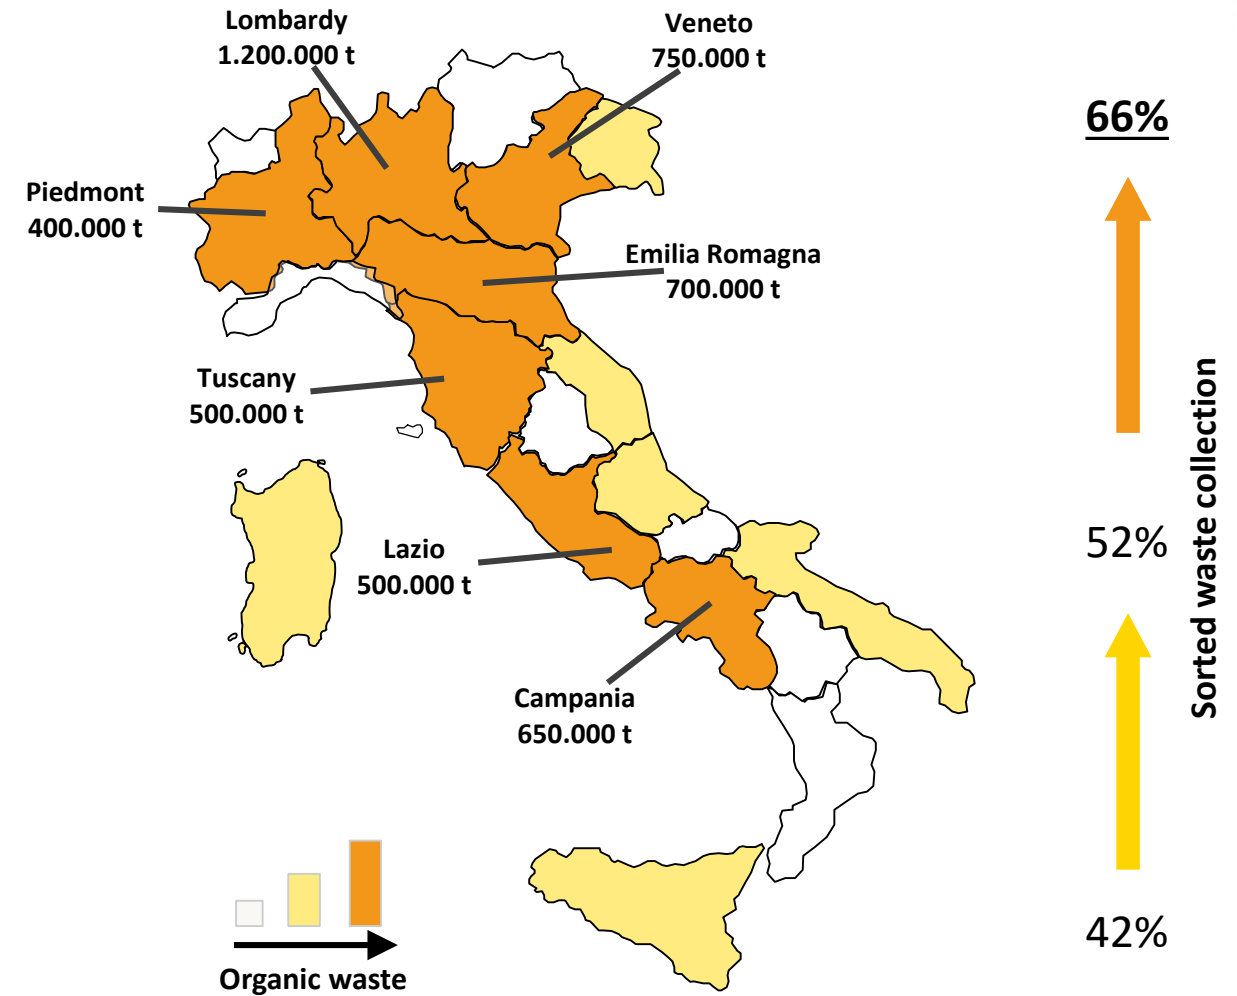 Lombardy
1.200.000 t
Veneto
750.000 t
66%
Piedmont
400.000 t
Emilia Romagna
700.000 t
Tuscany
500.000 t
Sorted waste collection
52%
Lazio
500.000 t
Campania
650.000 t
42%
Organic waste